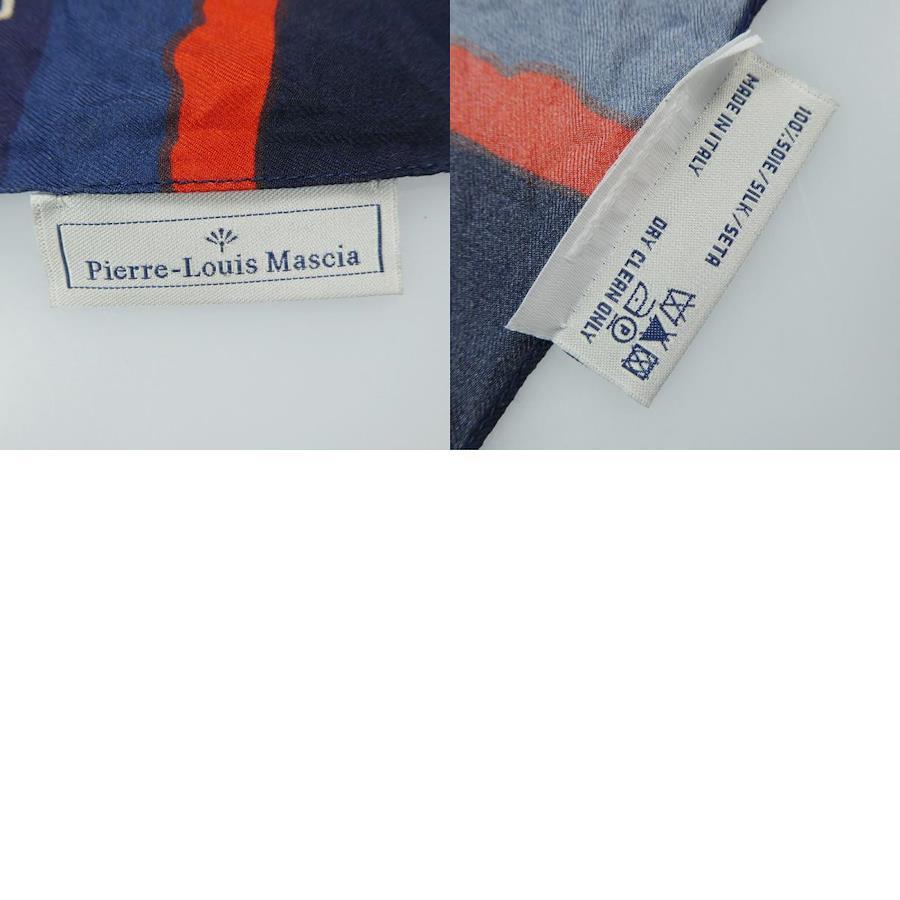 Pierre-Louis Mascia
100%SOIE/SILK/SETA
MADE IN ITALY
P
DRY CLEAN ONLY